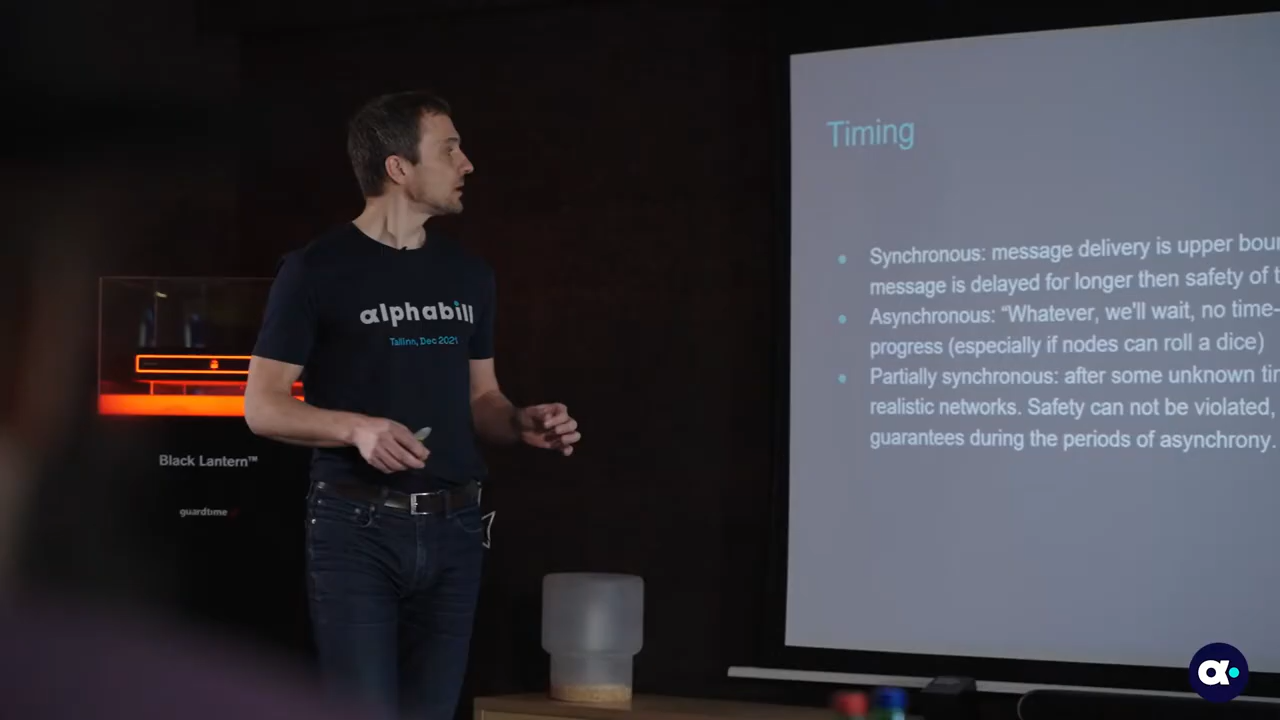 Timing
Synchronous: message delivery is upper bou
message is delayed for longer then safety of t
Asynchronous: “Whatever, we'll wait, no time-
progress (especially if nodes can roll a dice)
Partially synchronous: after some unknown ti
realistic networks. Safety can not be violated,
guarantees during the periods of asynchrony.
alphabill
Tallinn, Dec 2021
Black Lantern™
guardtime
α